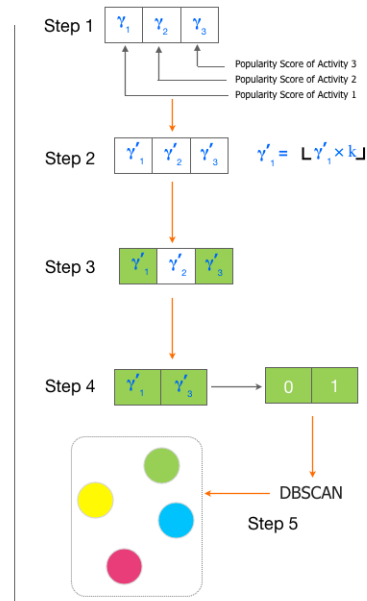 Step 1 γ₁ γ₂ γ₃
Popularity Score of Activity 3
Popularity Score of Activity 2
Popularity Score of Activity 1
Step 2 γ′₁ γ′₂ γ′₃ γ′₁ = ⌊γ′₁ × k⌋
Step 3 γ′₁ γ′₂ γ′₃
Step 4 γ′₁ γ′₃ 0 1
DBSCAN
Step 5